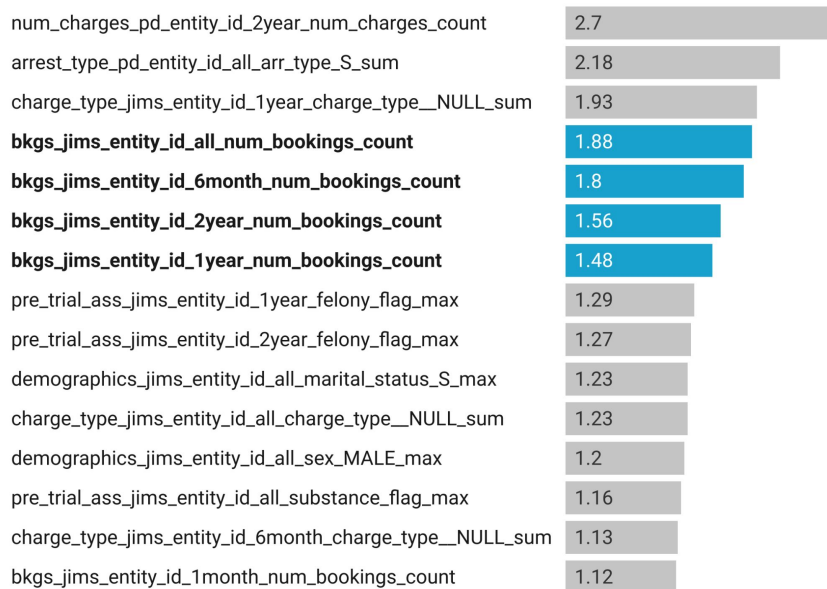 num_charges_pd_entity_id_2year_num_charges_count 2.7
arrest_type_pd_entity_id_all_arr_type_S_sum 2.18
charge_type_jims_entity_id_1year_charge_type__NULL_sum 1.93
bkgs_jims_entity_id_all_num_bookings_count 1.88
bkgs_jims_entity_id_6month_num_bookings_count 1.8
bkgs_jims_entity_id_2year_num_bookings_count 1.56
bkgs_jims_entity_id_1year_num_bookings_count 1.48
pre_trial_ass_jims_entity_id_1year_felony_flag_max 1.29
pre_trial_ass_jims_entity_id_2year_felony_flag_max 1.27
demographics_jims_entity_id_all_marital_status_S_max 1.23
charge_type_jims_entity_id_all_charge_type__NULL_sum 1.23
demographics_jims_entity_id_all_sex_MALE_max 1.2
pre_trial_ass_jims_entity_id_all_substance_flag_max 1.16
charge_type_jims_entity_id_6month_charge_type__NULL_sum 1.13
bkgs_jims_entity_id_1month_num_bookings_count 1.12